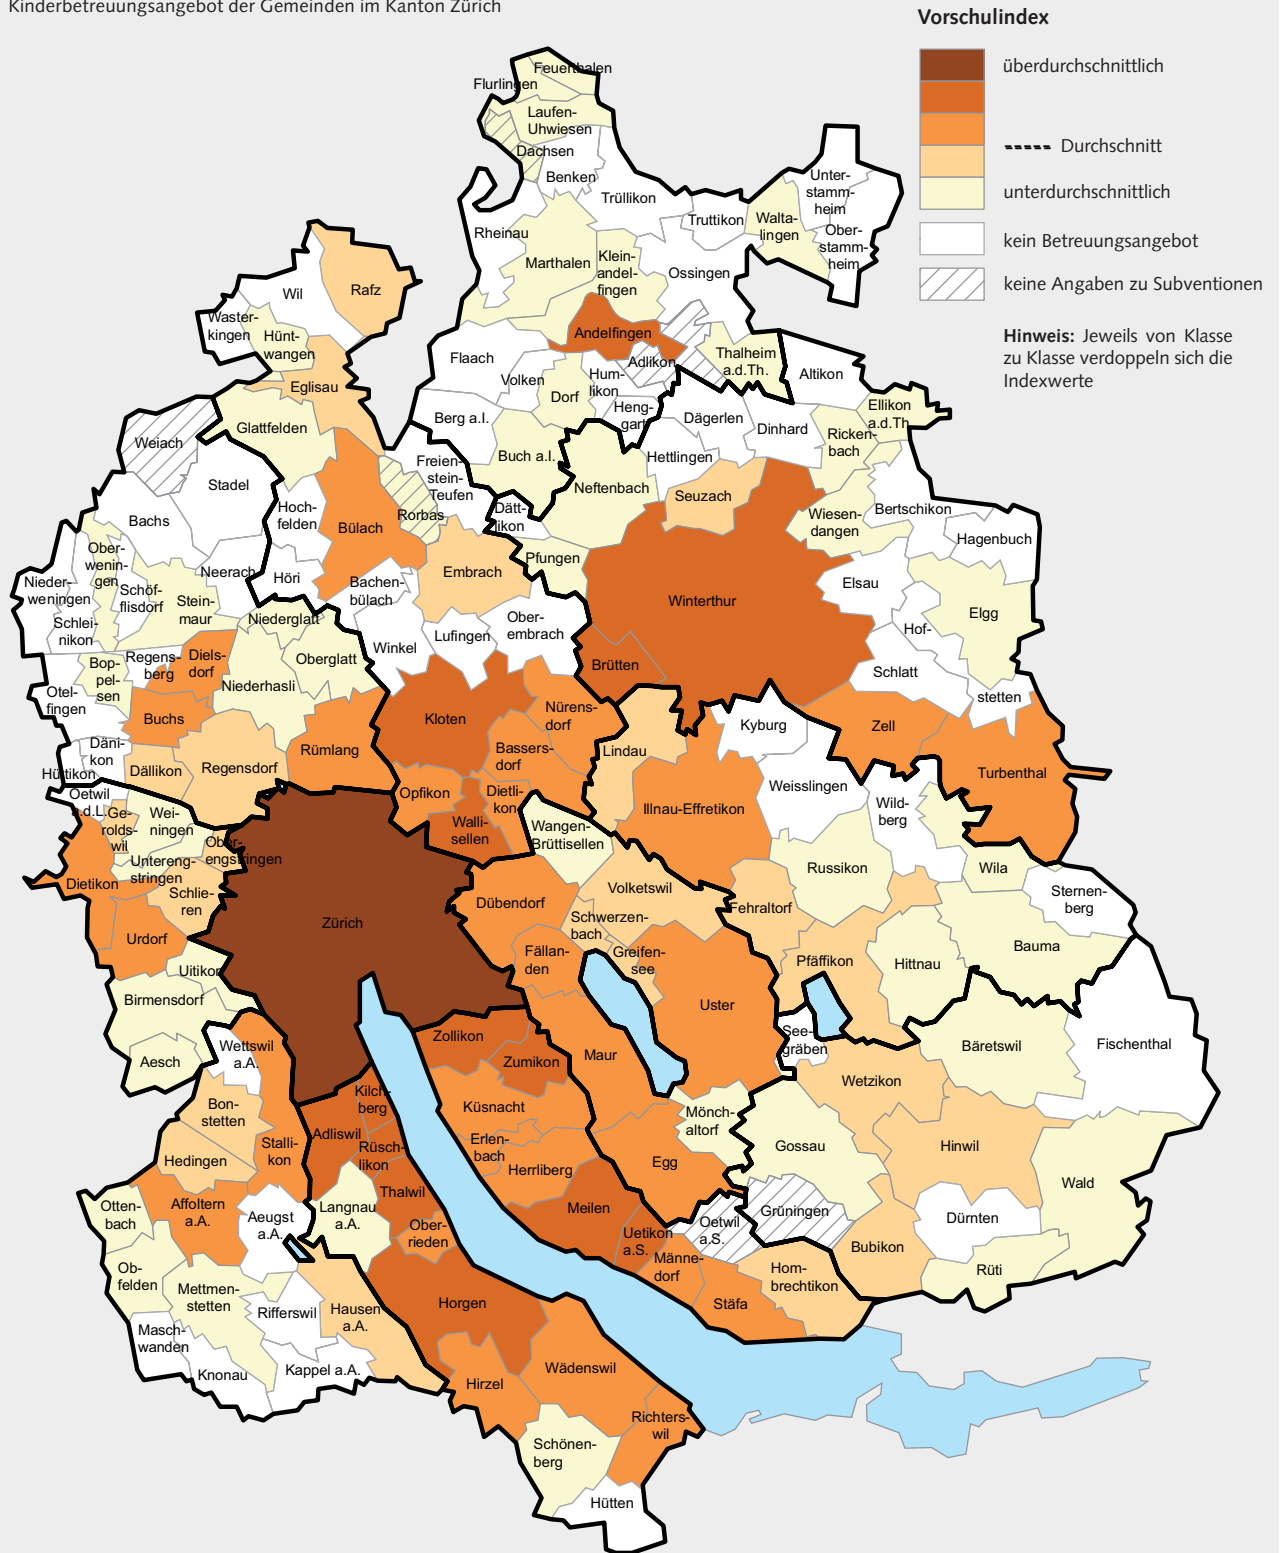 Kinderbetreuungsangebot der Gemeinden im Kanton Zürich
Vorschulindex
überdurchschnittlich
Durchschnitt
unterdurchschnittlich
kein Betreuungsangebot
keine Angaben zu Subventionen
Hinweis: Jeweils von Klasse
zu Klasse verdoppeln sich die
Indexwerte
Feuerthalen
Flurlingen
Laufen-
Uhwiesen
Dachsen
Benken
Trüllikon
Truttikon
Walta-
lingen
Unter-
stamm-
heim
Ober-
stamm-
heim
Rheinau
Marthalen
Klein-
andel-
fingen
Ossingen
Andelfingen
Adlikon
Thalheim
a.d.Th.
Altikon
Flaach
Volken
Dorf
Hum-
likon
Heng-
gart
Berg a.I.
Buch a.I.
Dägerlen
Dinhard
Ellikon
a.d.Th.
Ricken-
bach
Hettlingen
Neftenbach
Seuzach
Wiesen-
dangen
Bertschikon
Hagenbuch
Wil
Rafz
Waster-
kingen
Hünt-
wangen
Eglisau
Glattfelden
Weiach
Stadel
Hoch-
felden
Bülach
Rorbas
Freien-
stein-
Teufen
Dätt-
likon
Pfungen
Embrach
Bachs
Neerach
Höri
Bachen-
bülach
Winkel
Lufingen
Ober-
embrach
Ober-
wenin-
gen
Nieder-
weningen
Schöf-
flisdorf
Schlei-
nikon
Stein-
maur
Niederglatt
Oberglatt
Niederhasli
Regens-
berg
Diels-
dorf
Bop-
pel-
sen
Otel-
fingen
Buchs
Däni-
kon
Hüttikon
Dällikon
Regensdorf
Rümlang
Kloten
Nürens-
dorf
Bassers-
dorf
Opfikon
Dietli-
kon
Walli-
sellen
Wangen-
Brüttisellen
Winterthur
Brütten
Elsau
Elgg
Hof-
stetten
Schlatt
Zell
Turbenthal
Kyburg
Weisslingen
Wild-
berg
Lindau
Illnau-Effretikon
Russikon
Wila
Sternen-
berg
Bauma
Hittnau
Pfäffikon
Fehraltorf
Oetwil
a.d.L.
Ge-
rolds-
wil
Wei-
ningen
Ober-
engstringen
Untereng-
stringen
Dietikon
Schlie-
ren
Urdorf
Uitikon
Birmensdorf
Aesch
Zürich
Dübendorf
Volketswil
Schwerzen-
bach
Fällan-
den
Greifen-
see
Uster
Maur
Egg
Mönch-
altorf
See-
gräben
Wetzikon
Bäretswil
Fischenthal
Gossau
Hinwil
Wald
Grüningen
Dürnten
Bubikon
Rüti
Wettswil
a.A.
Bon-
stetten
Stalli-
kon
Hedingen
Affoltern
a.A.
Aeugst
a.A.
Otten-
bach
Ob-
felden
Mettmen-
stetten
Rifferswil
Hausen
a.A.
Masch-
wanden
Knonau
Kappel a.A.
Kilch-
berg
Adliswil
Rüsch-
likon
Thalwil
Langnau
a.A.
Ober-
rieden
Horgen
Hirzel
Wädenswil
Richters-
wil
Schönen-
berg
Hütten
Zollikon
Zumikon
Küsnacht
Erlen-
bach
Herrliberg
Meilen
Uetikon
a.S.
Männe-
dorf
Oetwil
a.S.
Stäfa
Hom-
brechtikon